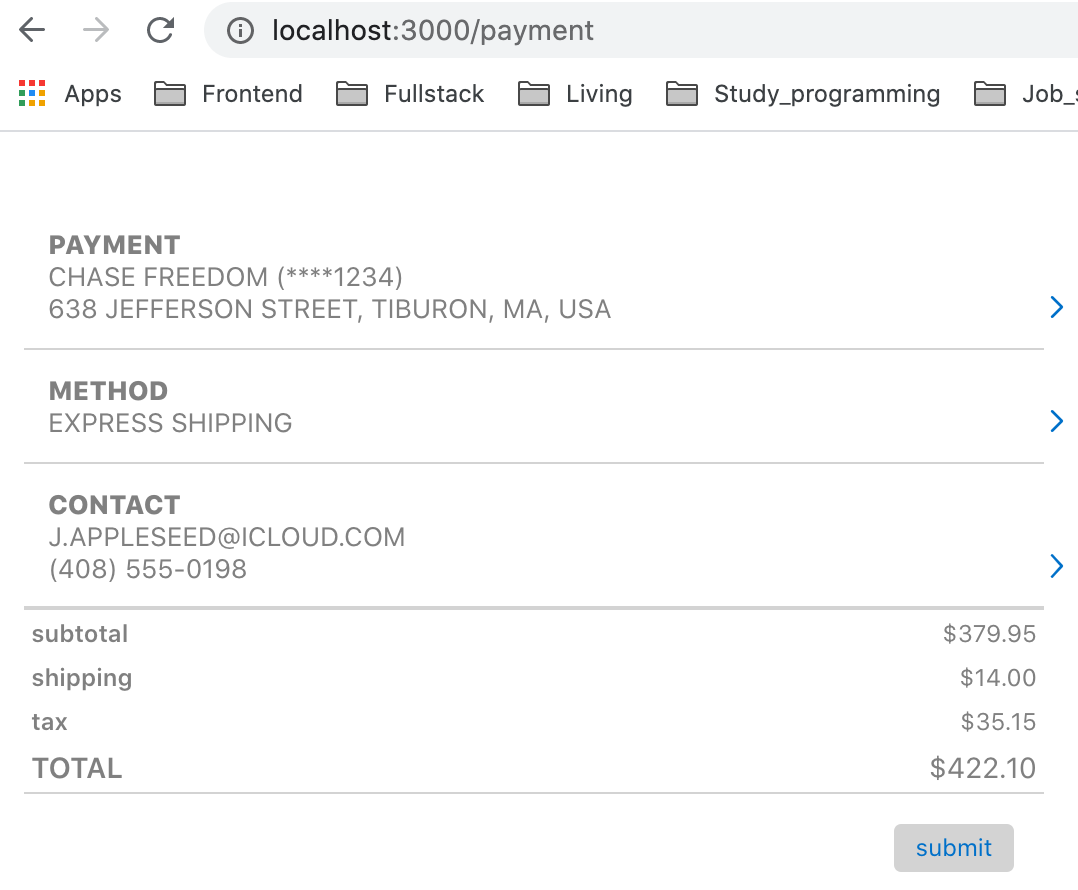 localhost:3000/payment
Apps Frontend Fullstack Living Study_programming
PAYMENT
CHASE FREEDOM (****1234)
638 JEFFERSON STREET, TIBURON, MA, USA
METHOD
EXPRESS SHIPPING
CONTACT
J.APPLESEED@ICLOUD.COM
(408) 555-0198
subtotal $379.95
shipping $14.00
tax $35.15
TOTAL $422.10
submit